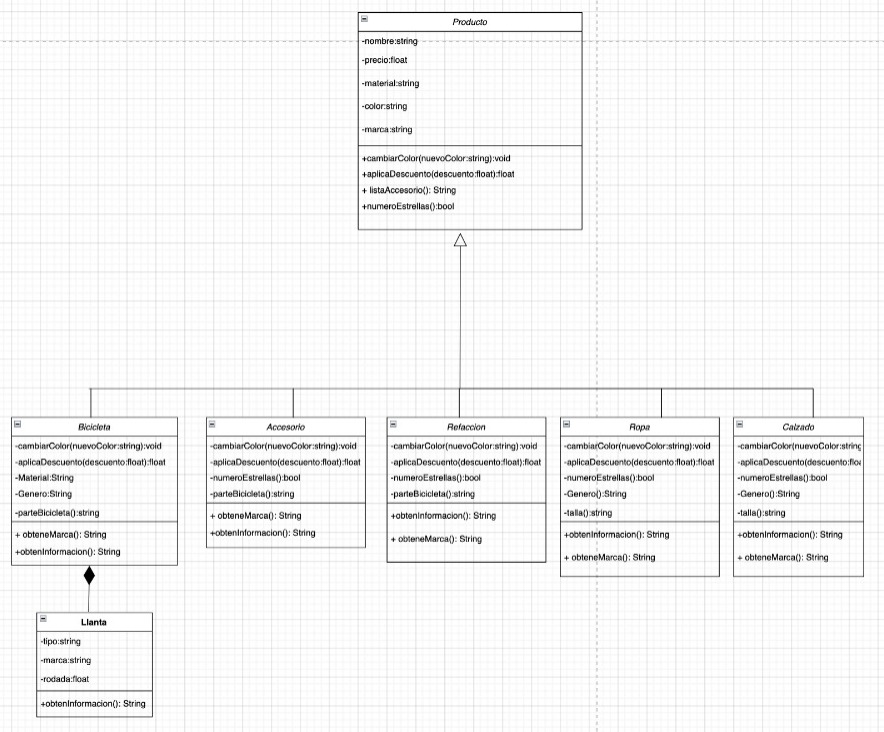 Producto
-nombre:string
-precio:float
-material:string
-color:string
-marca:string
+cambiarColor(nuevoColor:string):void
+aplicaDescuento(descuento:float):float
+ listaAccesorio(): String
+numeroEstrellas():bool
Bicicleta
-cambiarColor(nuevoColor:string):void
-aplicaDescuento(descuento:float):float
-Material:String
-Genero:String
-parteBicicleta():string
+ obteneMarca(): String
+obtenInformacion(): String
Accesorio
-cambiarColor(nuevoColor:string):void
-aplicaDescuento(descuento:float):float
-numeroEstrellas():bool
-parteBicicleta():string
+ obteneMarca(): String
+obtenInformacion(): String
Refaccion
-cambiarColor(nuevoColor:string):void
-aplicaDescuento(descuento:float):float
-numeroEstrellas():bool
-parteBicicleta():string
+obtenInformacion(): String
+ obteneMarca(): String
Ropa
-cambiarColor(nuevoColor:string):void
-aplicaDescuento(descuento:float):float
-numeroEstrellas():bool
-Genero():String
-talla():string
+obtenInformacion(): String
+ obteneMarca(): String
Calzado
-cambiarColor(nuevoColor:string
-aplicaDescuento(descuento:floa
-numeroEstrellas():bool
-Genero():String
-talla():string
+obtenInformacion(): String
+ obteneMarca(): String
Llanta
-tipo:string
-marca:string
-rodada:float
+obtenInformacion(): String